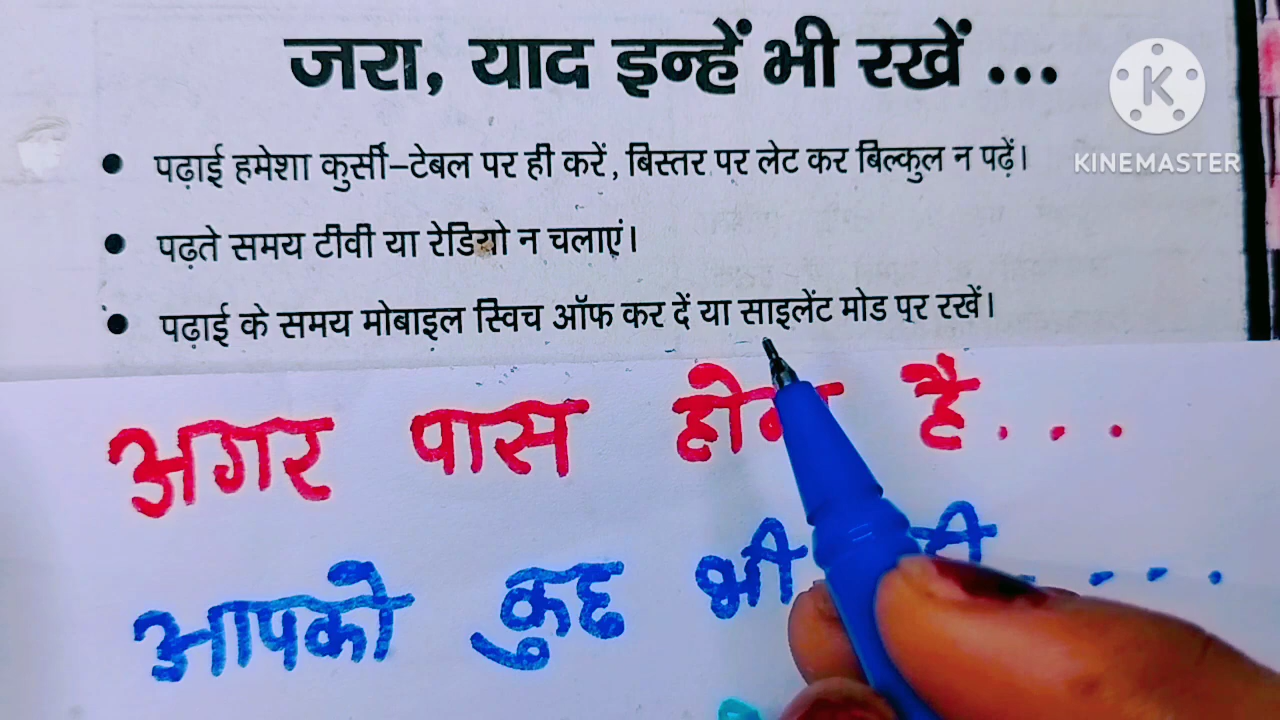 जरा, याद इन्हें भी रखें ...
K
KINEMASTER
• पढ़ाई हमेशा कुर्सी-टेबल पर ही करें, बिस्तर पर लेट कर बिल्कुल न पढ़ें।
• पढ़ते समय टीवी या रेडियो न चलाएं।
• पढ़ाई के समय मोबाइल स्विच ऑफ कर दें या साइलेंट मोड पर रखें।
अगर पास है...
आपको कुछ भी ....